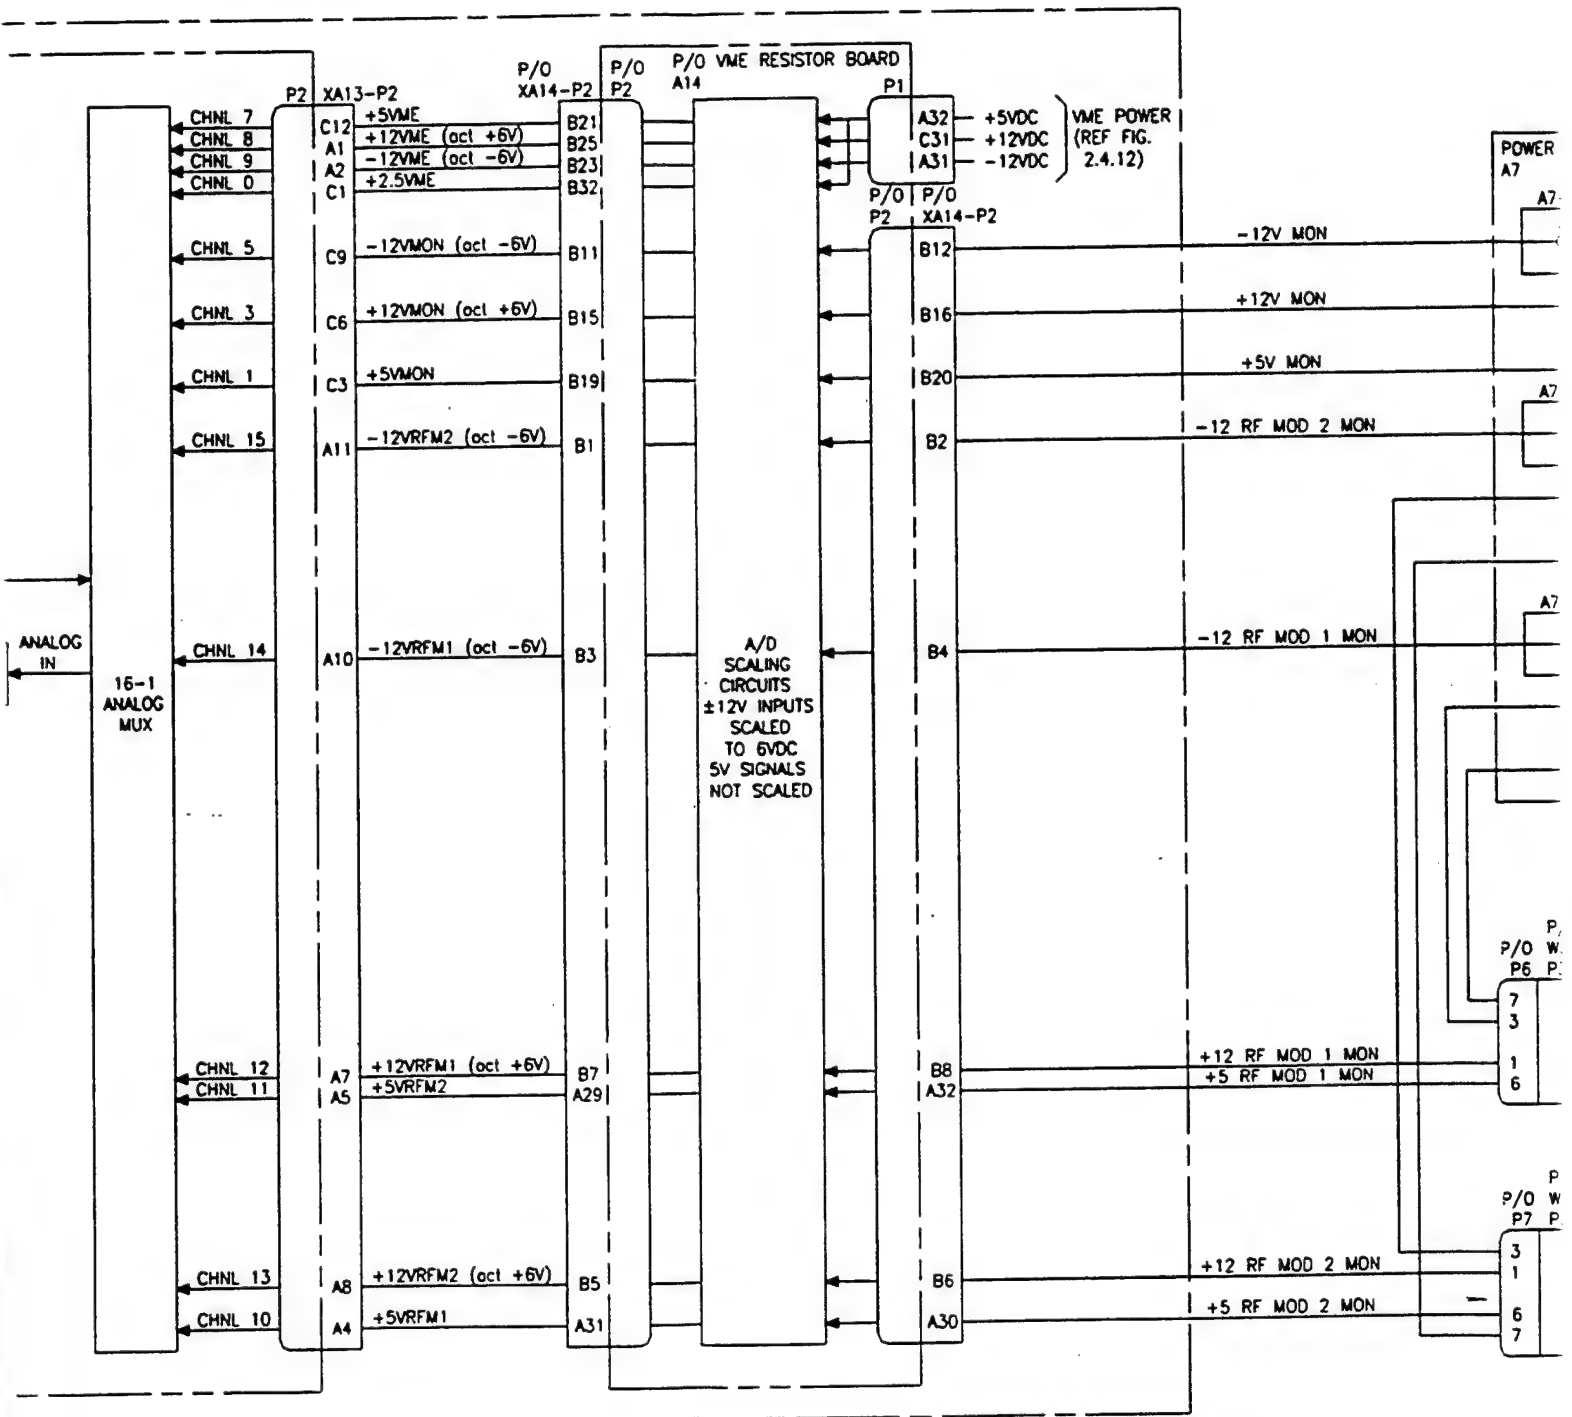 P/O VME RESISTOR BOARD
A14
P/O
XA14-P2
P/O
P2
P2
XA13-P2
P1
CHNL 7
C12
+5VME
B21
A32
+5VDC
CHNL 8
A1
+12VME (act +6V)
B25
C31
+12VDC
CHNL 9
A2
-12VME (act -6V)
B23
A31
-12VDC
CHNL 0
C1
+2.5VME
B32
VME POWER
(REF FIG.
2.4.12)
POWER
A7
P/O
P2
P/O
XA14-P2
A7
CHNL 5
C9
-12VMON (act -6V)
B11
B12
-12V MON
CHNL 3
C6
+12VMON (act +6V)
B15
B16
+12V MON
CHNL 1
C3
+5VMON
B19
B20
+5V MON
A7
CHNL 15
A11
-12VRFM2 (act -6V)
B1
B2
-12 RF MOD 2 MON
A7
ANALOG
IN
CHNL 14
A10
-12VRFM1 (act -6V)
B3
B4
-12 RF MOD 1 MON
16-1
ANALOG
MUX
A/D
SCALING
CIRCUITS
±12V INPUTS
SCALED
TO 6VDC
5V SIGNALS
NOT SCALED
P/O
P6
7
3
CHNL 12
A7
+12VRFM1 (act +6V)
B7
B8
+12 RF MOD 1 MON
1
CHNL 11
A5
+5VRFM2
A29
A32
+5 RF MOD 1 MON
6
P/O
P7
3
CHNL 13
A8
+12VRFM2 (act +6V)
B5
B6
+12 RF MOD 2 MON
1
CHNL 10
A4
+5VRFM1
A31
A30
+5 RF MOD 2 MON
6
7